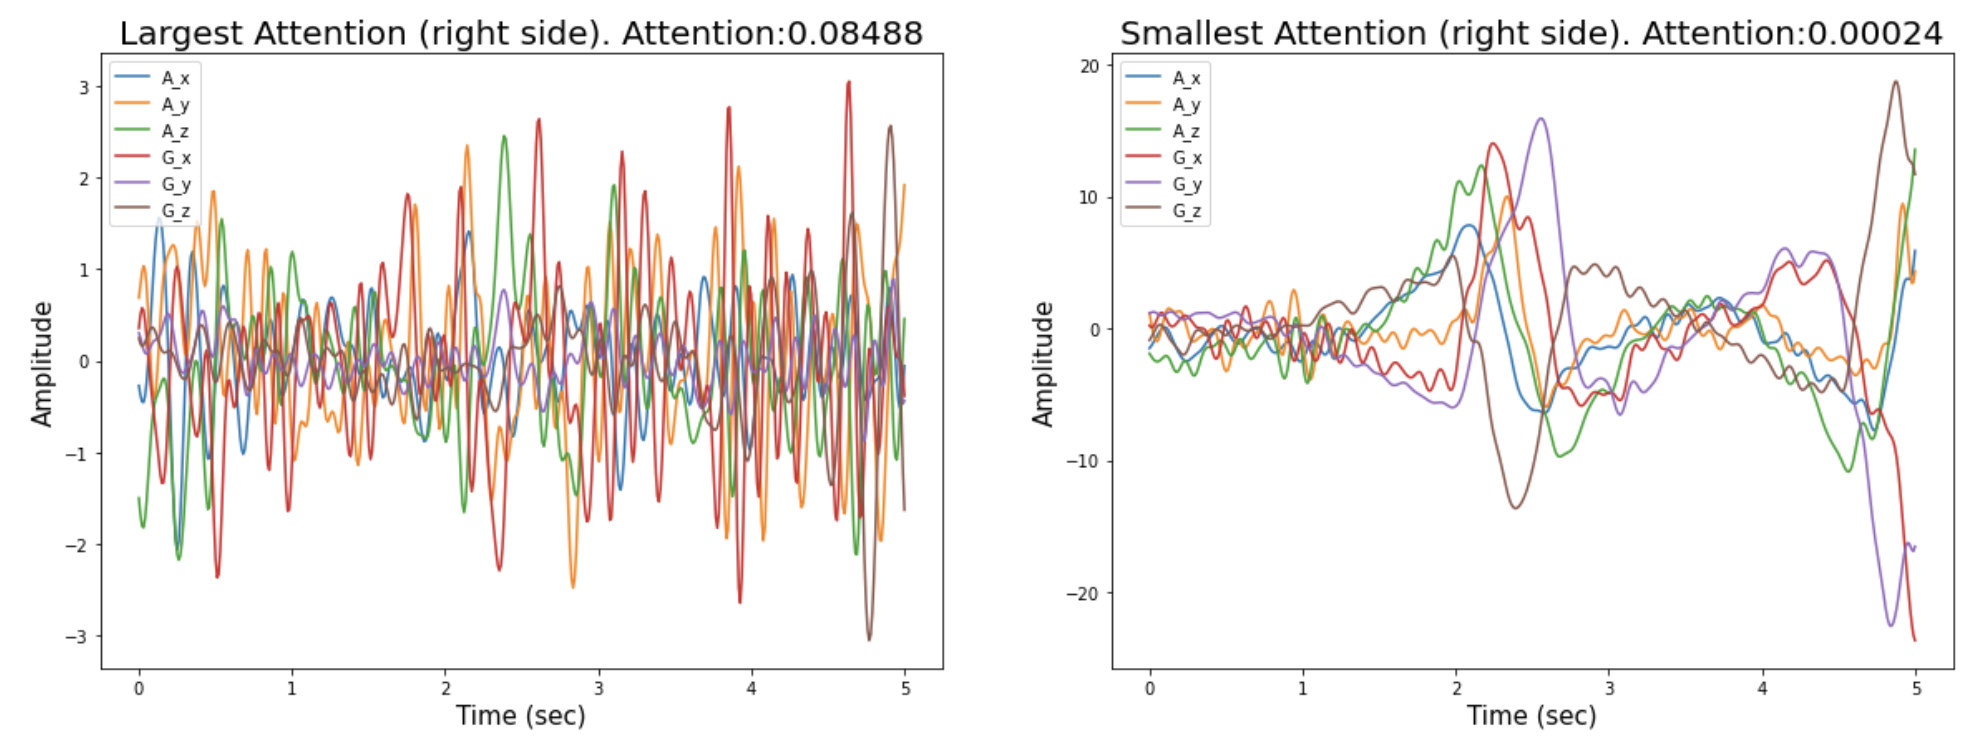 Largest Attention (right side). Attention:0.08488
A_x
A_y
A_z
G_x
G_y
G_z
3
2
1
0
−1
−2
−3
Amplitude
0 1 2 3 4 5
Time (sec)
Smallest Attention (right side). Attention:0.00024
A_x
A_y
A_z
G_x
G_y
G_z
20
10
0
−10
−20
Amplitude
0 1 2 3 4 5
Time (sec)